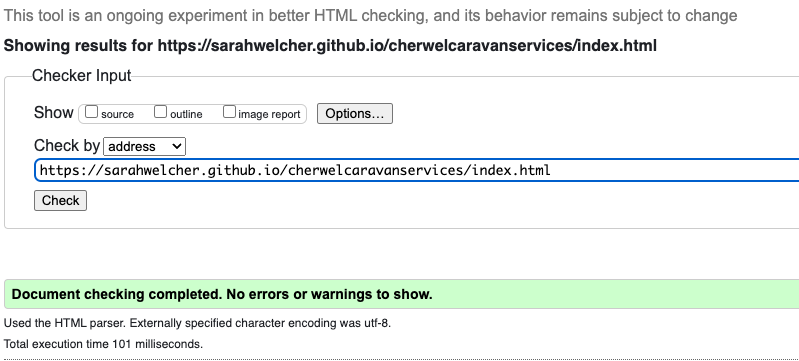 This tool is an ongoing experiment in better HTML checking, and its behavior remains subject to change
Showing results for https://sarahwelcher.github.io/cherwelcaravanservices/index.html
Checker Input
Show source outline image report Options...
Check by address
https://sarahwelcher.github.io/cherwelcaravanservices/index.html
Check
Document checking completed. No errors or warnings to show.
Used the HTML parser. Externally specified character encoding was utf-8.
Total execution time 101 milliseconds.